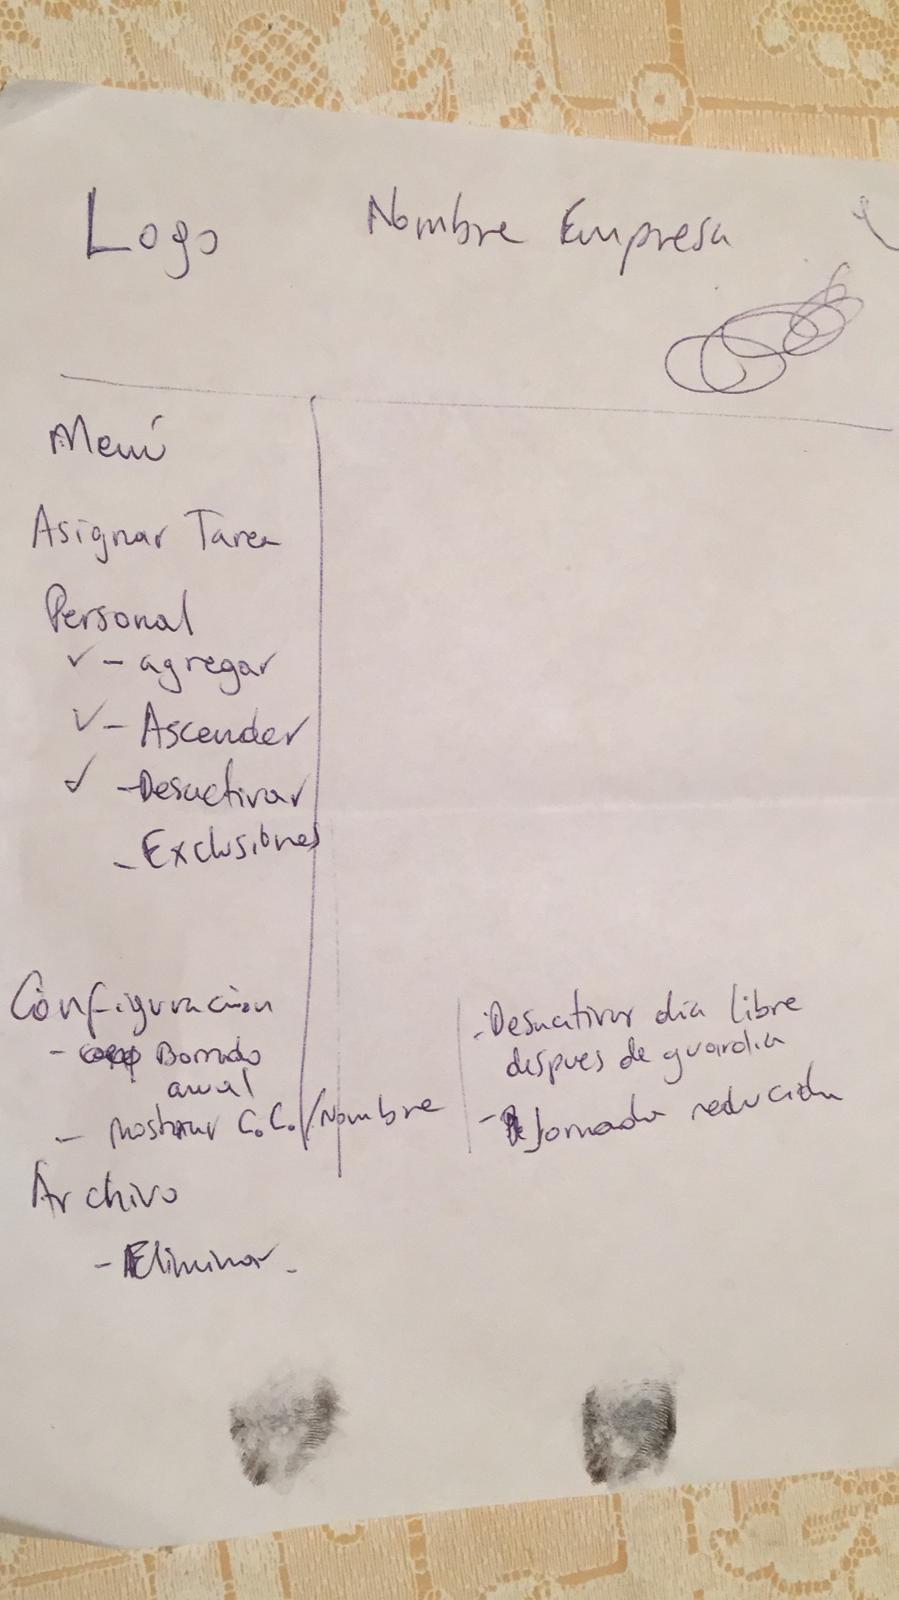 Logo Nombre Empresa
Menú
Asignar Tarea
Personal
✓ - agregar
✓ - Ascender
✓ - Desactivar
- Exclusiones
Configuración
- Borrado
anual
- Mostrar C.C./Nombre
- Desactivar dia libre
despues de guardia
- Jornada reducida
Archivo
- Eliminar